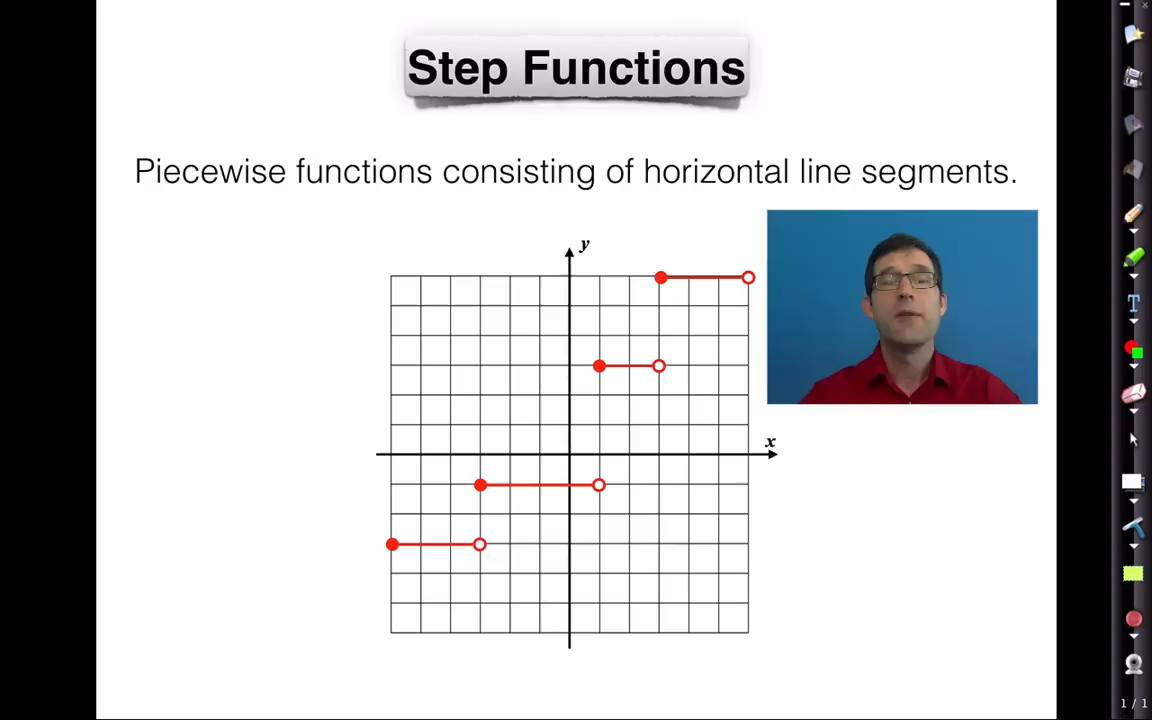 Step Functions
Piecewise functions consisting of horizontal line segments.
y
x
T
1 / 1